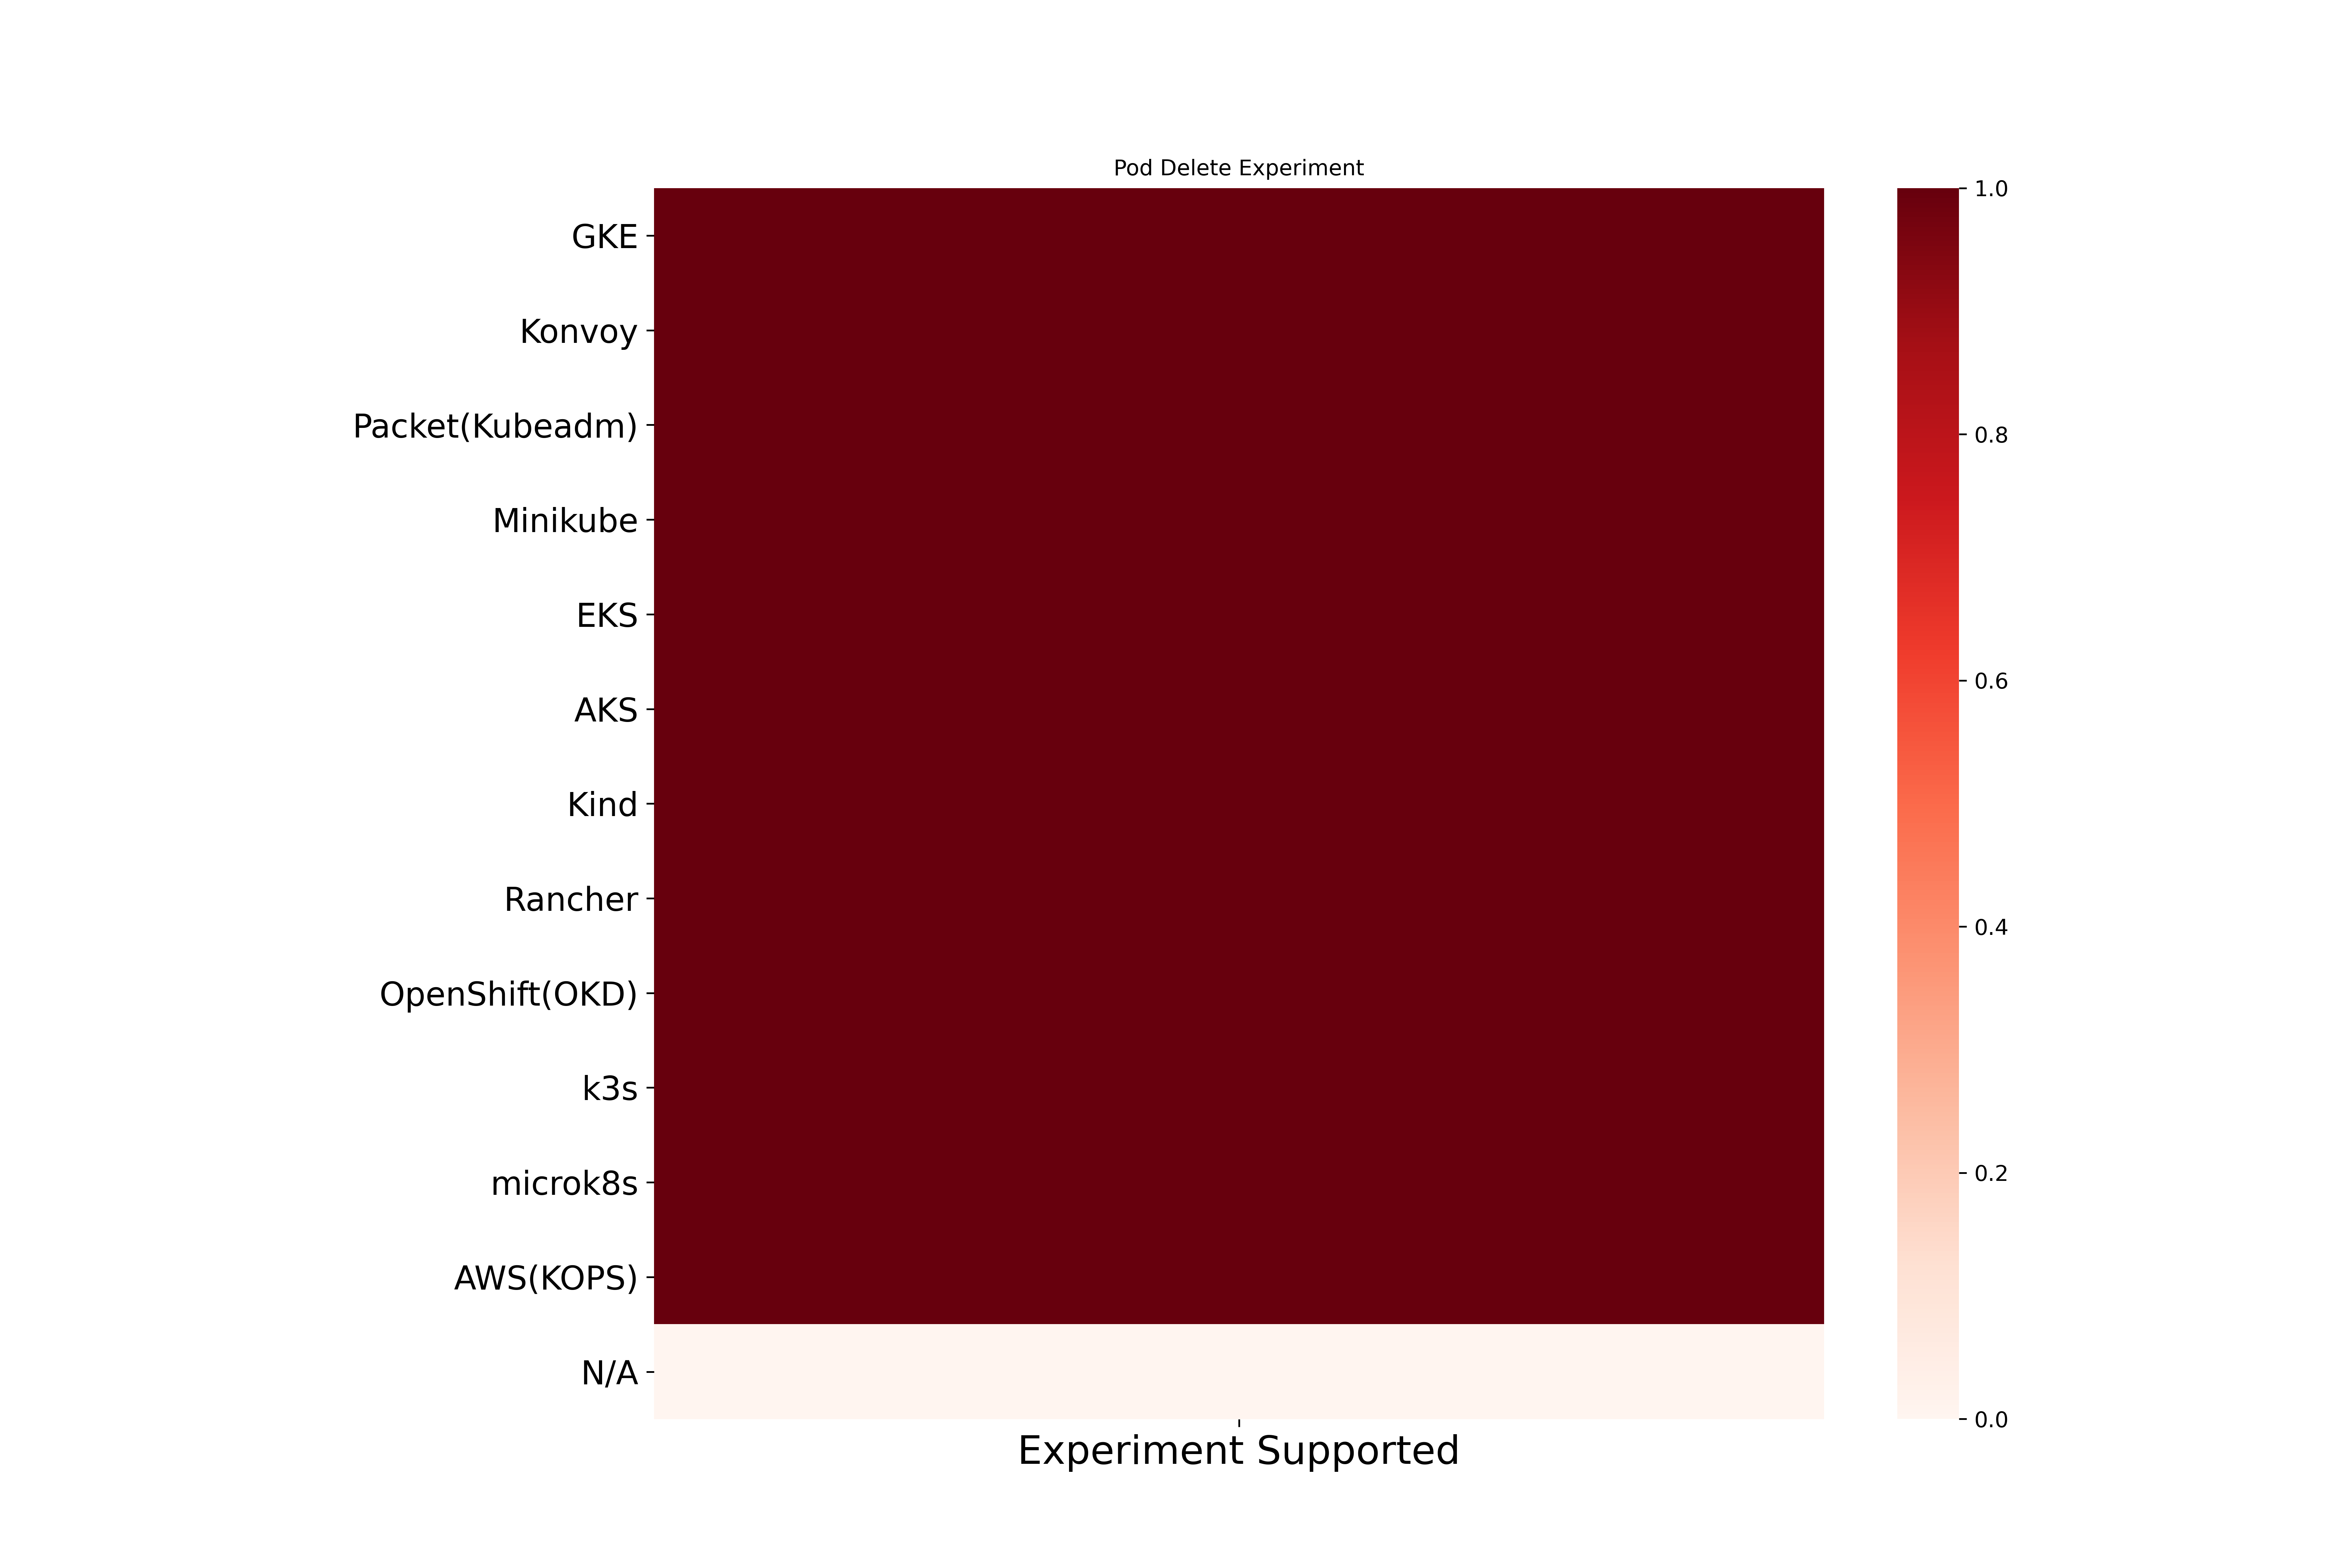 Pod Delete Experiment
GKE
Konvoy
Packet(Kubeadm)
Minikube
EKS
AKS
Kind
Rancher
OpenShift(OKD)
k3s
microk8s
AWS(KOPS)
N/A
Experiment Supported
1.0
0.8
0.6
0.4
0.2
0.0